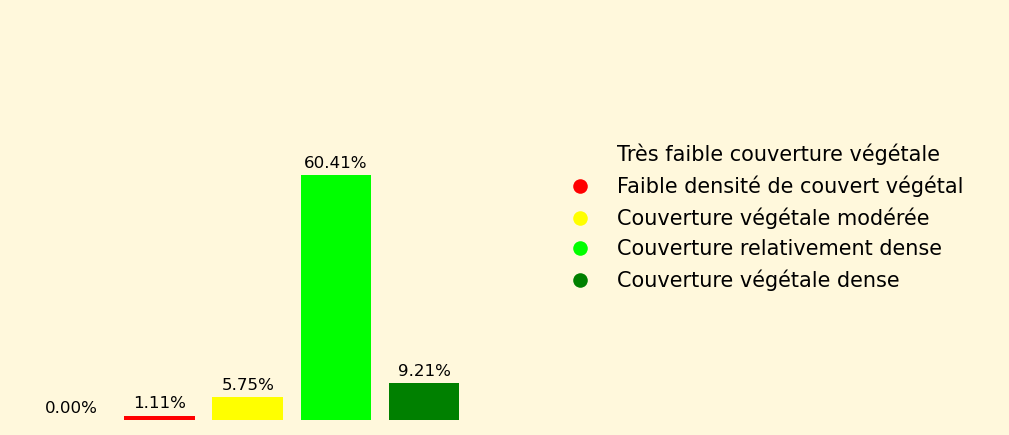 60.41%
9.21%
5.75%
1.11%
0.00%
Très faible couverture végétale
Faible densité de couvert végétal
Couverture végétale modérée
Couverture relativement dense
Couverture végétale dense